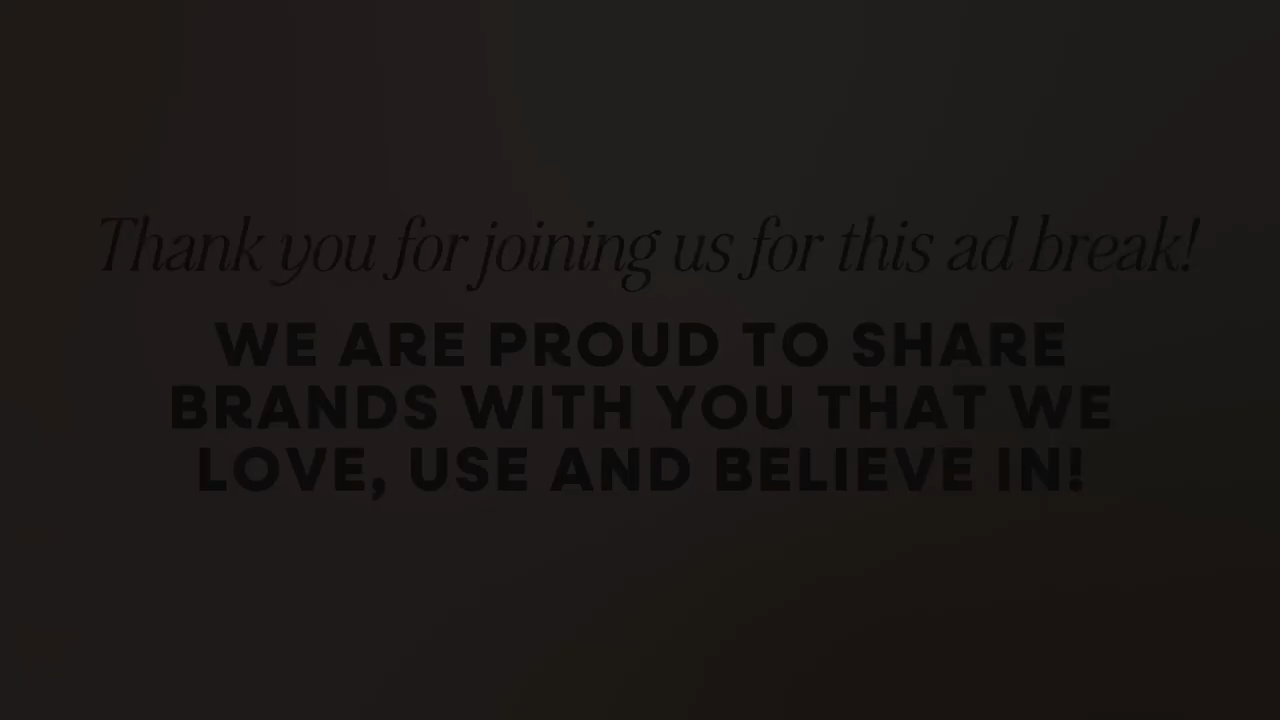 Thank you for joining us for this ad break!
WE ARE PROUD TO SHARE
BRANDS WITH YOU THAT WE
LOVE, USE AND BELIEVE IN!